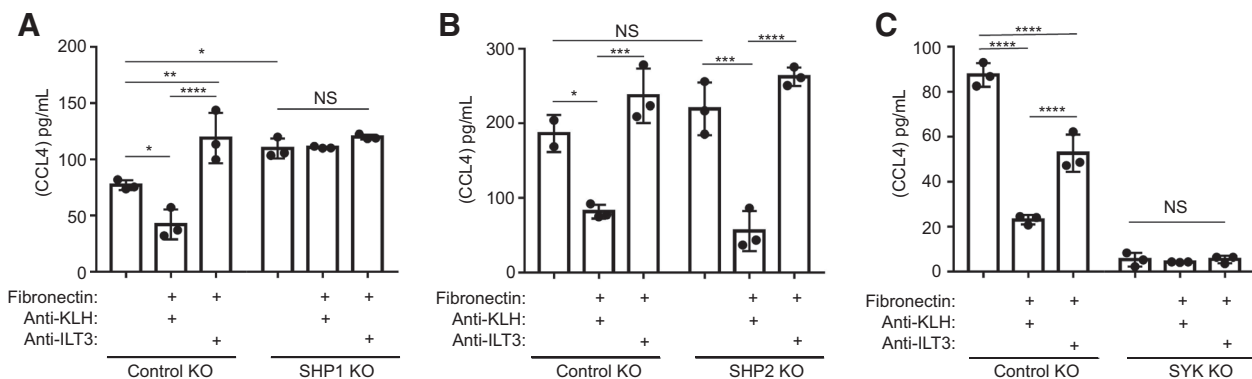 A
B
C
(CCL4) pg/mL
200
150
100
50
0
*
**
****
*
NS
Fibronectin: + + + +
Anti-KLH: + +
Anti-ILT3: + +
Control KO SHP1 KO
(CCL4) pg/mL
300
200
100
0
NS
*
***
***
****
Fibronectin: + + + +
Anti-KLH: + +
Anti-ILT3: + +
Control KO SHP2 KO
(CCL4) pg/mL
100
80
60
40
20
0
****
****
****
NS
Fibronectin: + + + +
Anti-KLH: + +
Anti-ILT3: + +
Control KO SYK KO